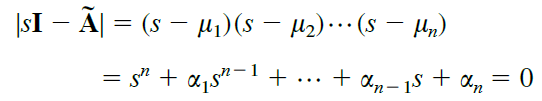 |sI − Ã| = (s − μ₁)(s − μ₂)⋯(s − μₙ)
= sⁿ + α₁sⁿ⁻¹ + ⋯ + αₙ₋₁s + αₙ = 0